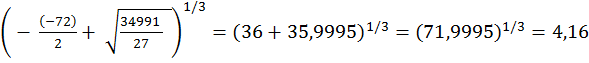 (− (−72)/2 + √(34991/27))^1/3 = (36 + 35,9995)^1/3 = (71,9995)^1/3 = 4,16